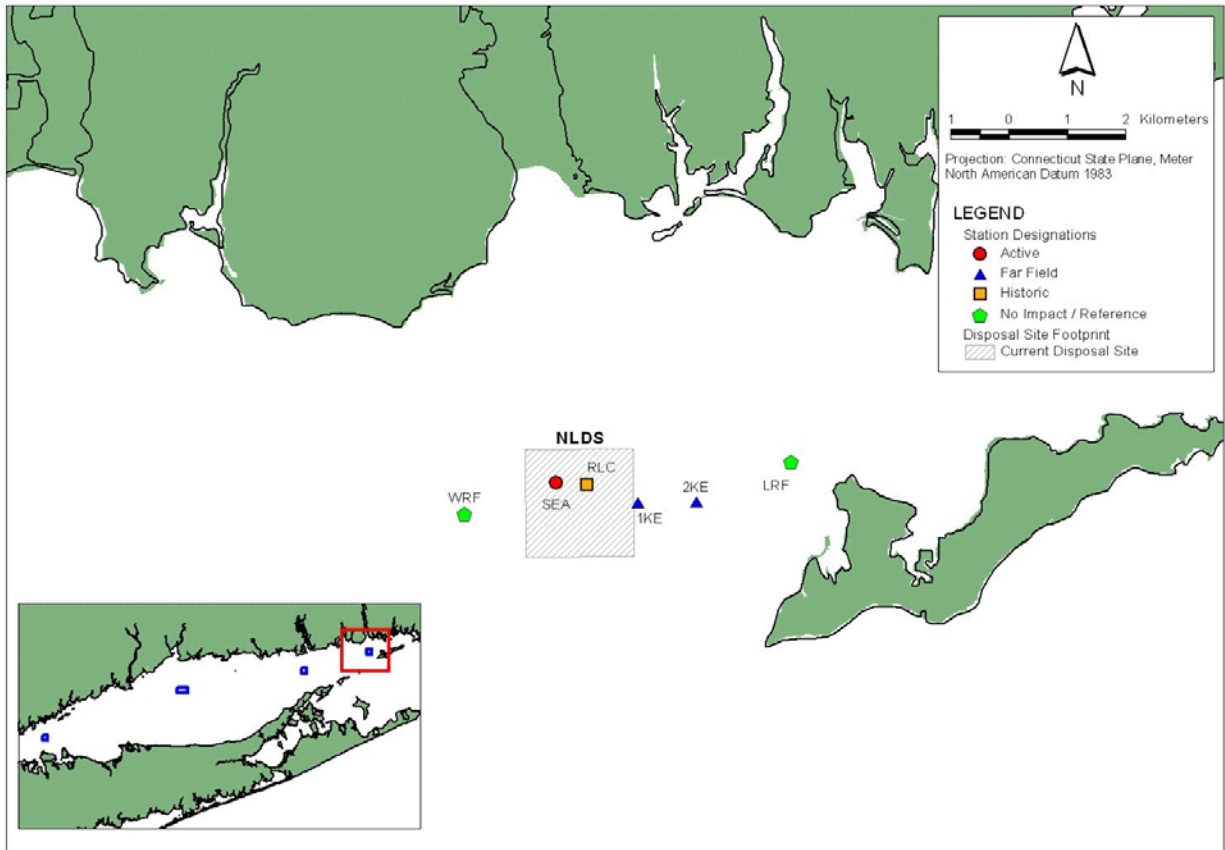 N
1 0 1 2 Kilometers
Projection: Connecticut State Plane, Meter
North American Datum 1983
LEGEND
Station Designations
Active
Far Field
Historic
No Impact / Reference
Disposal Site Footprint
Current Disposal Site
NLDS
RLC
SEA
WRF
1KE
2KE
LRF